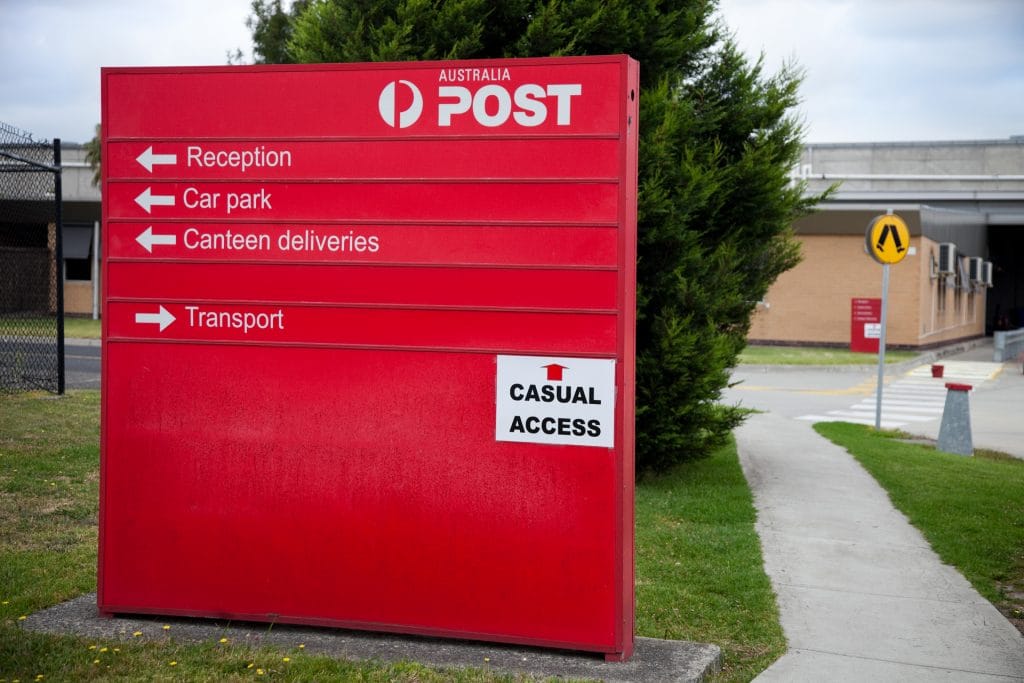 AUSTRALIA
POST
Reception
Car park
Canteen deliveries
Transport
CASUAL
ACCESS